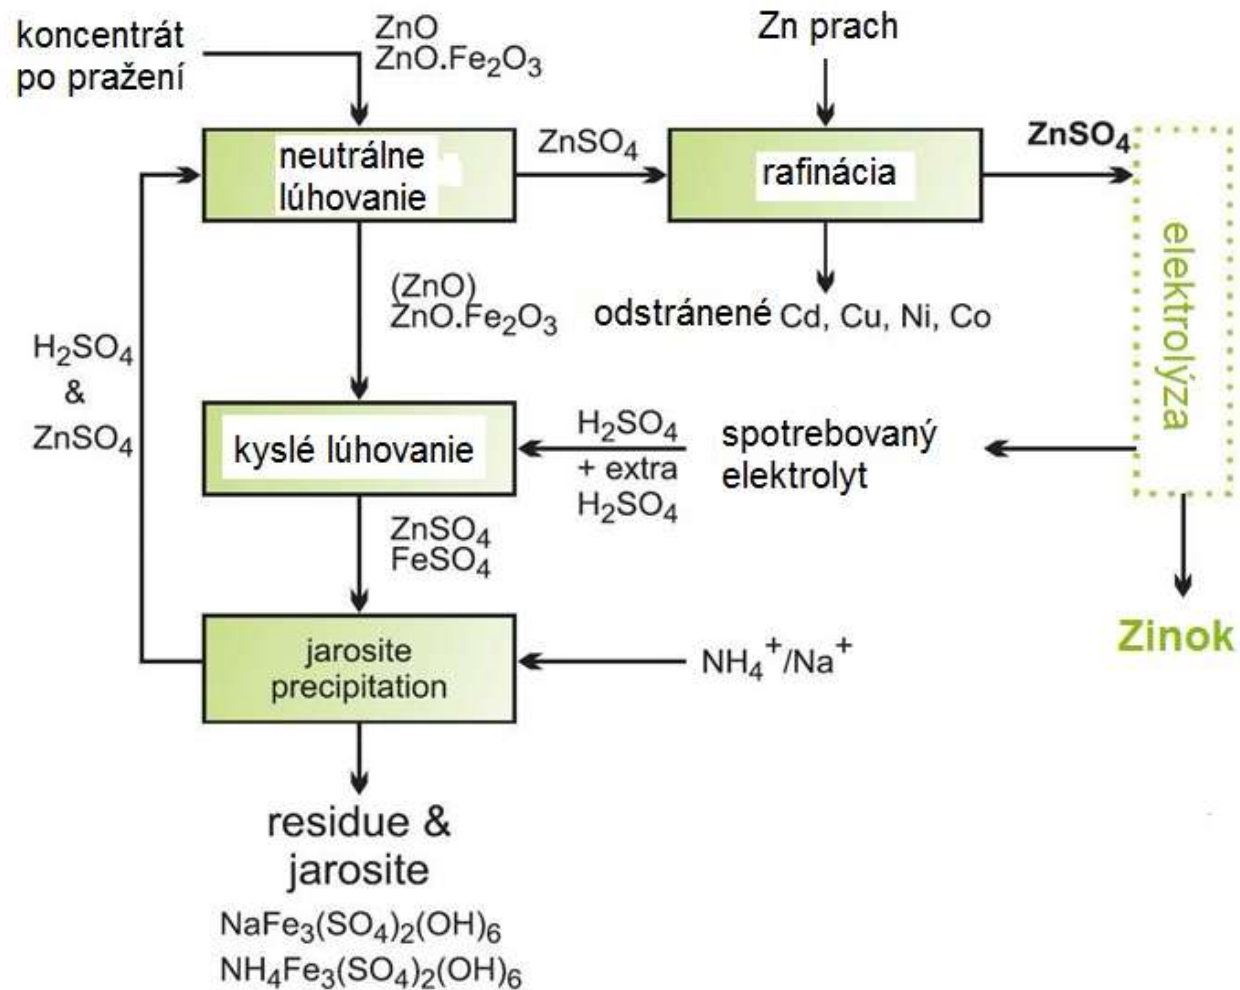 koncentrát
po pražení
ZnO
ZnO.Fe₂O₃
Zn prach
neutrálne
lúhovanie
ZnSO₄
rafinácia
ZnSO₄
elektrolýza
(ZnO)
ZnO.Fe₂O₃
odstránené Cd, Cu, Ni, Co
H₂SO₄
&
ZnSO₄
kyslé lúhovanie
H₂SO₄
+ extra
H₂SO₄
spotrebovaný
elektrolyt
ZnSO₄
FeSO₄
Zinok
jarosite
precipitation
NH₄⁺/Na⁺
residue &
jarosite
NaFe₃(SO₄)₂(OH)₆
NH₄Fe₃(SO₄)₂(OH)₆